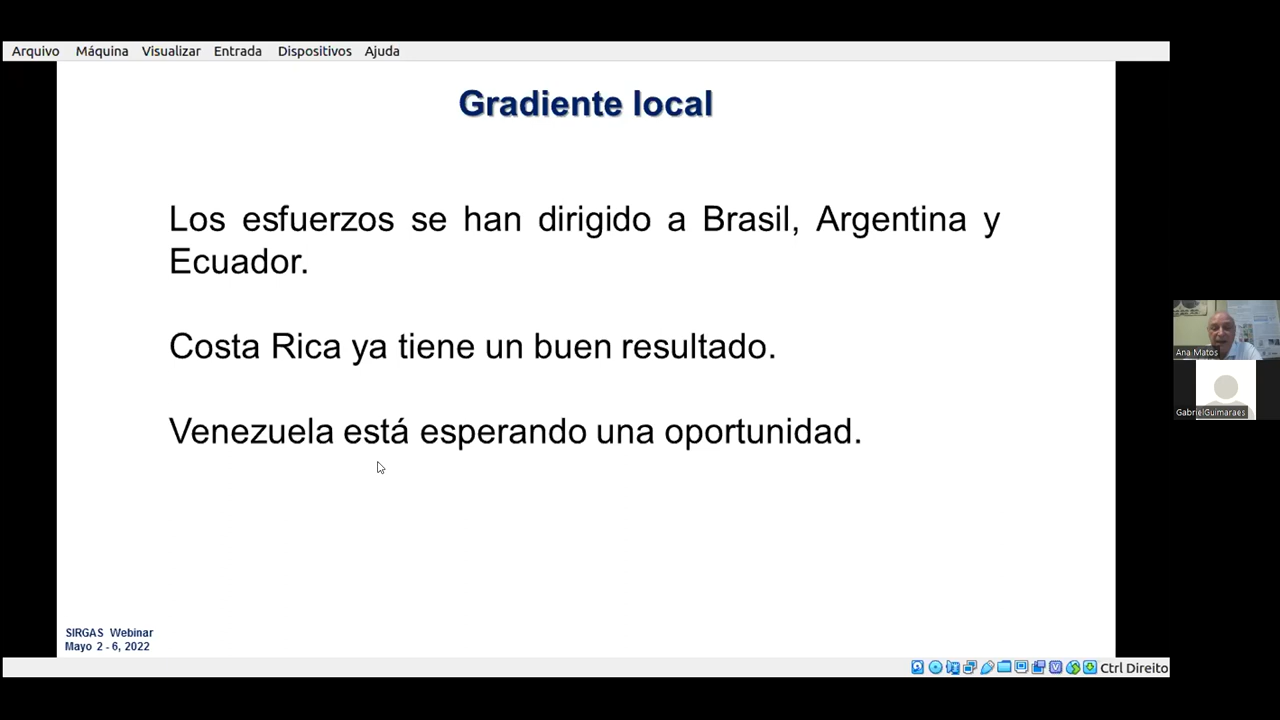 Arquivo Máquina Visualizar Entrada Dispositivos Ajuda
Gradiente local
Los esfuerzos se han dirigido a Brasil, Argentina y
Ecuador.
Costa Rica ya tiene un buen resultado.
Venezuela está esperando una oportunidad.
Ana Matos
GabrielGuimaraes
SIRGAS Webinar
Mayo 2 - 6, 2022
Ctrl Direito